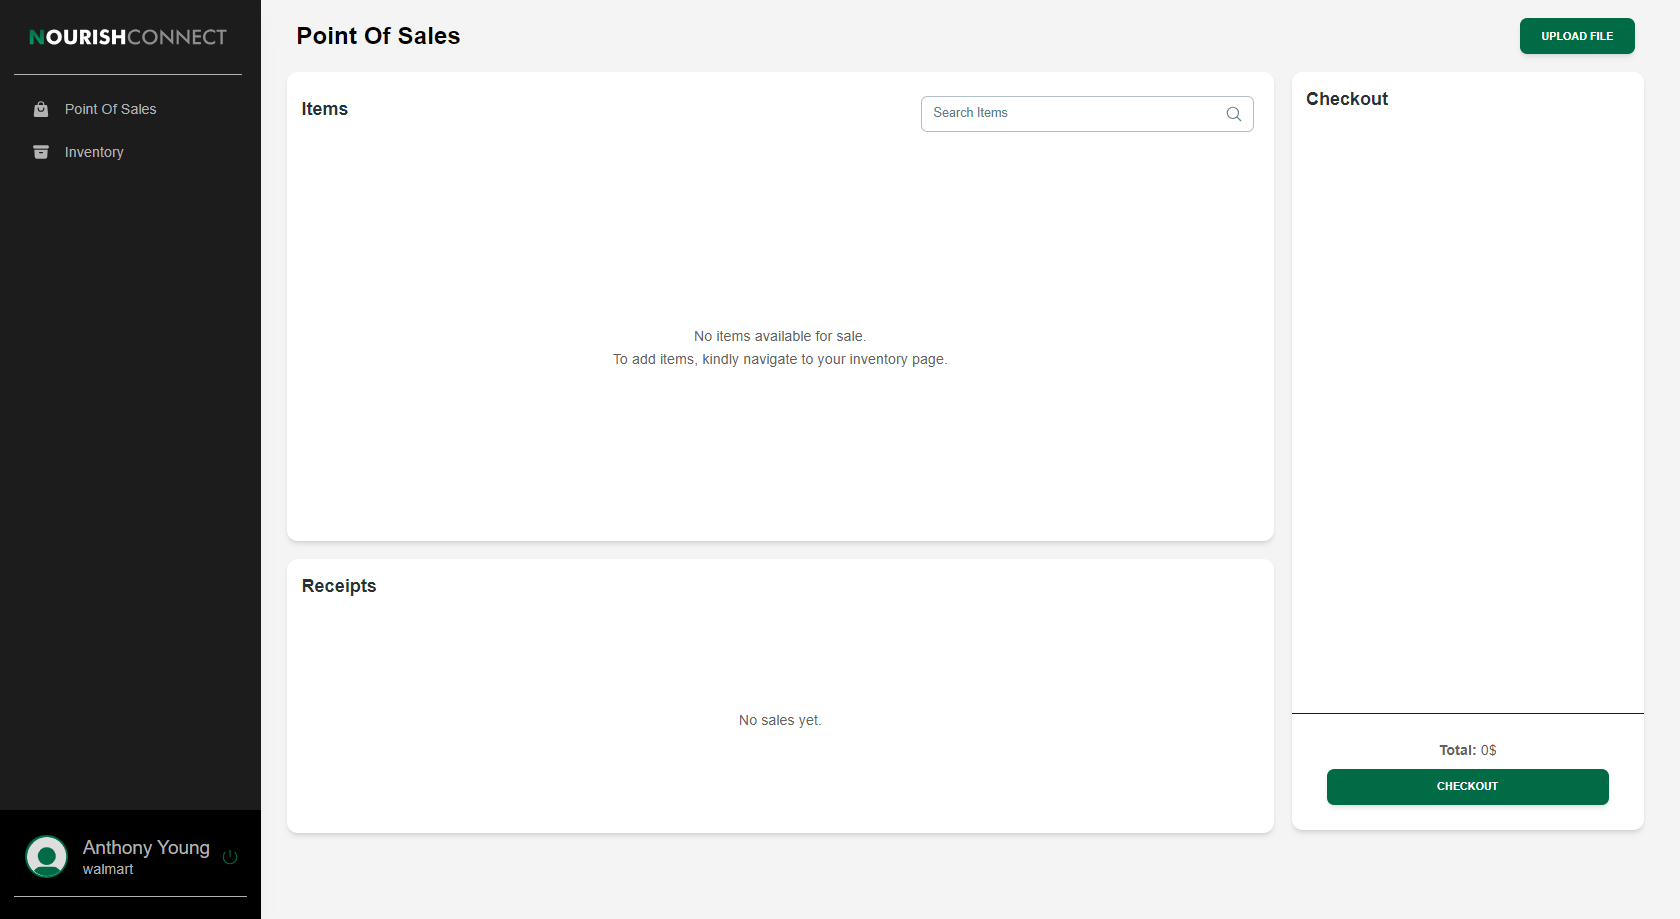 NOURISHCONNECT
Point Of Sales
Inventory
Anthony Young
walmart
Point Of Sales
UPLOAD FILE
Items
Search Items
No items available for sale.
To add items, kindly navigate to your inventory page.
Receipts
No sales yet.
Checkout
Total: 0$
CHECKOUT